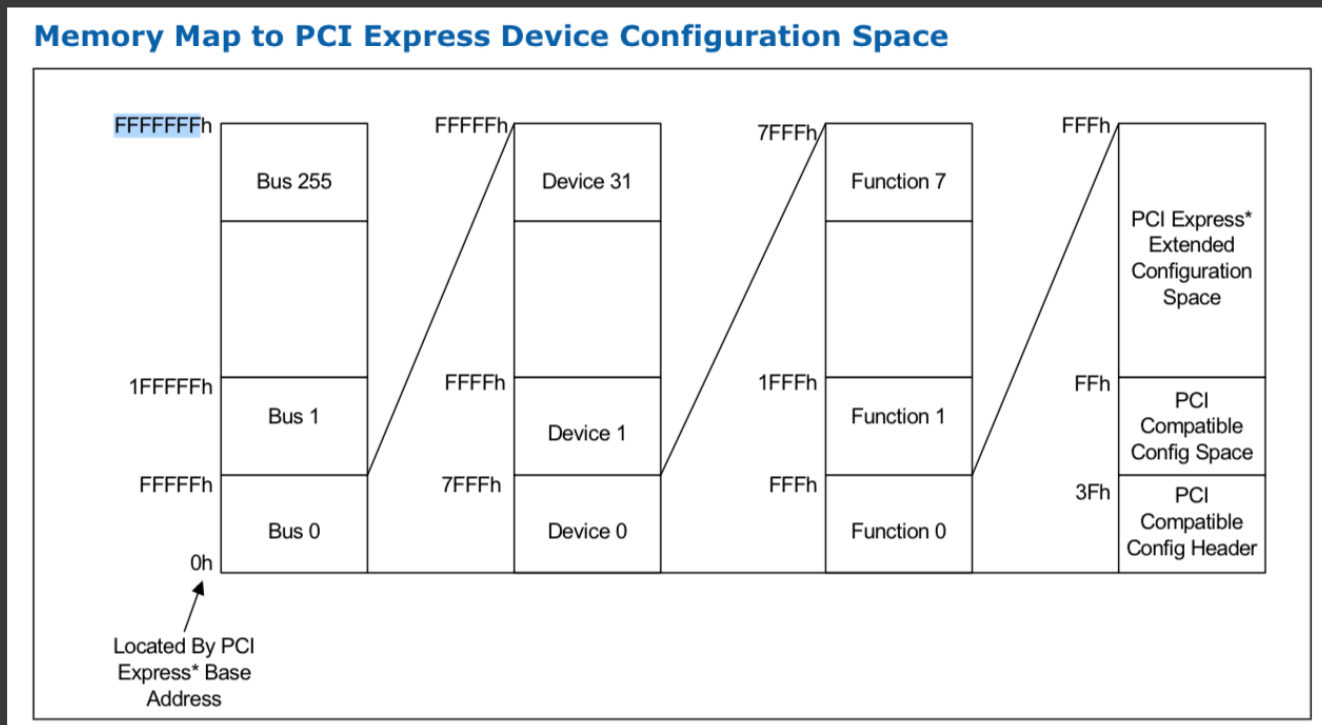 Memory Map to PCI Express Device Configuration Space
FFFFFFFh
Bus 255
1FFFFFh
Bus 1
FFFFFh
Bus 0
0h
Located By PCI
Express* Base
Address
FFFFFh
Device 31
FFFFh
Device 1
7FFFh
Device 0
7FFFh
Function 7
1FFFh
Function 1
FFFh
Function 0
FFFh
PCI Express*
Extended
Configuration
Space
FFh
PCI
Compatible
Config Space
3Fh
PCI
Compatible
Config Header